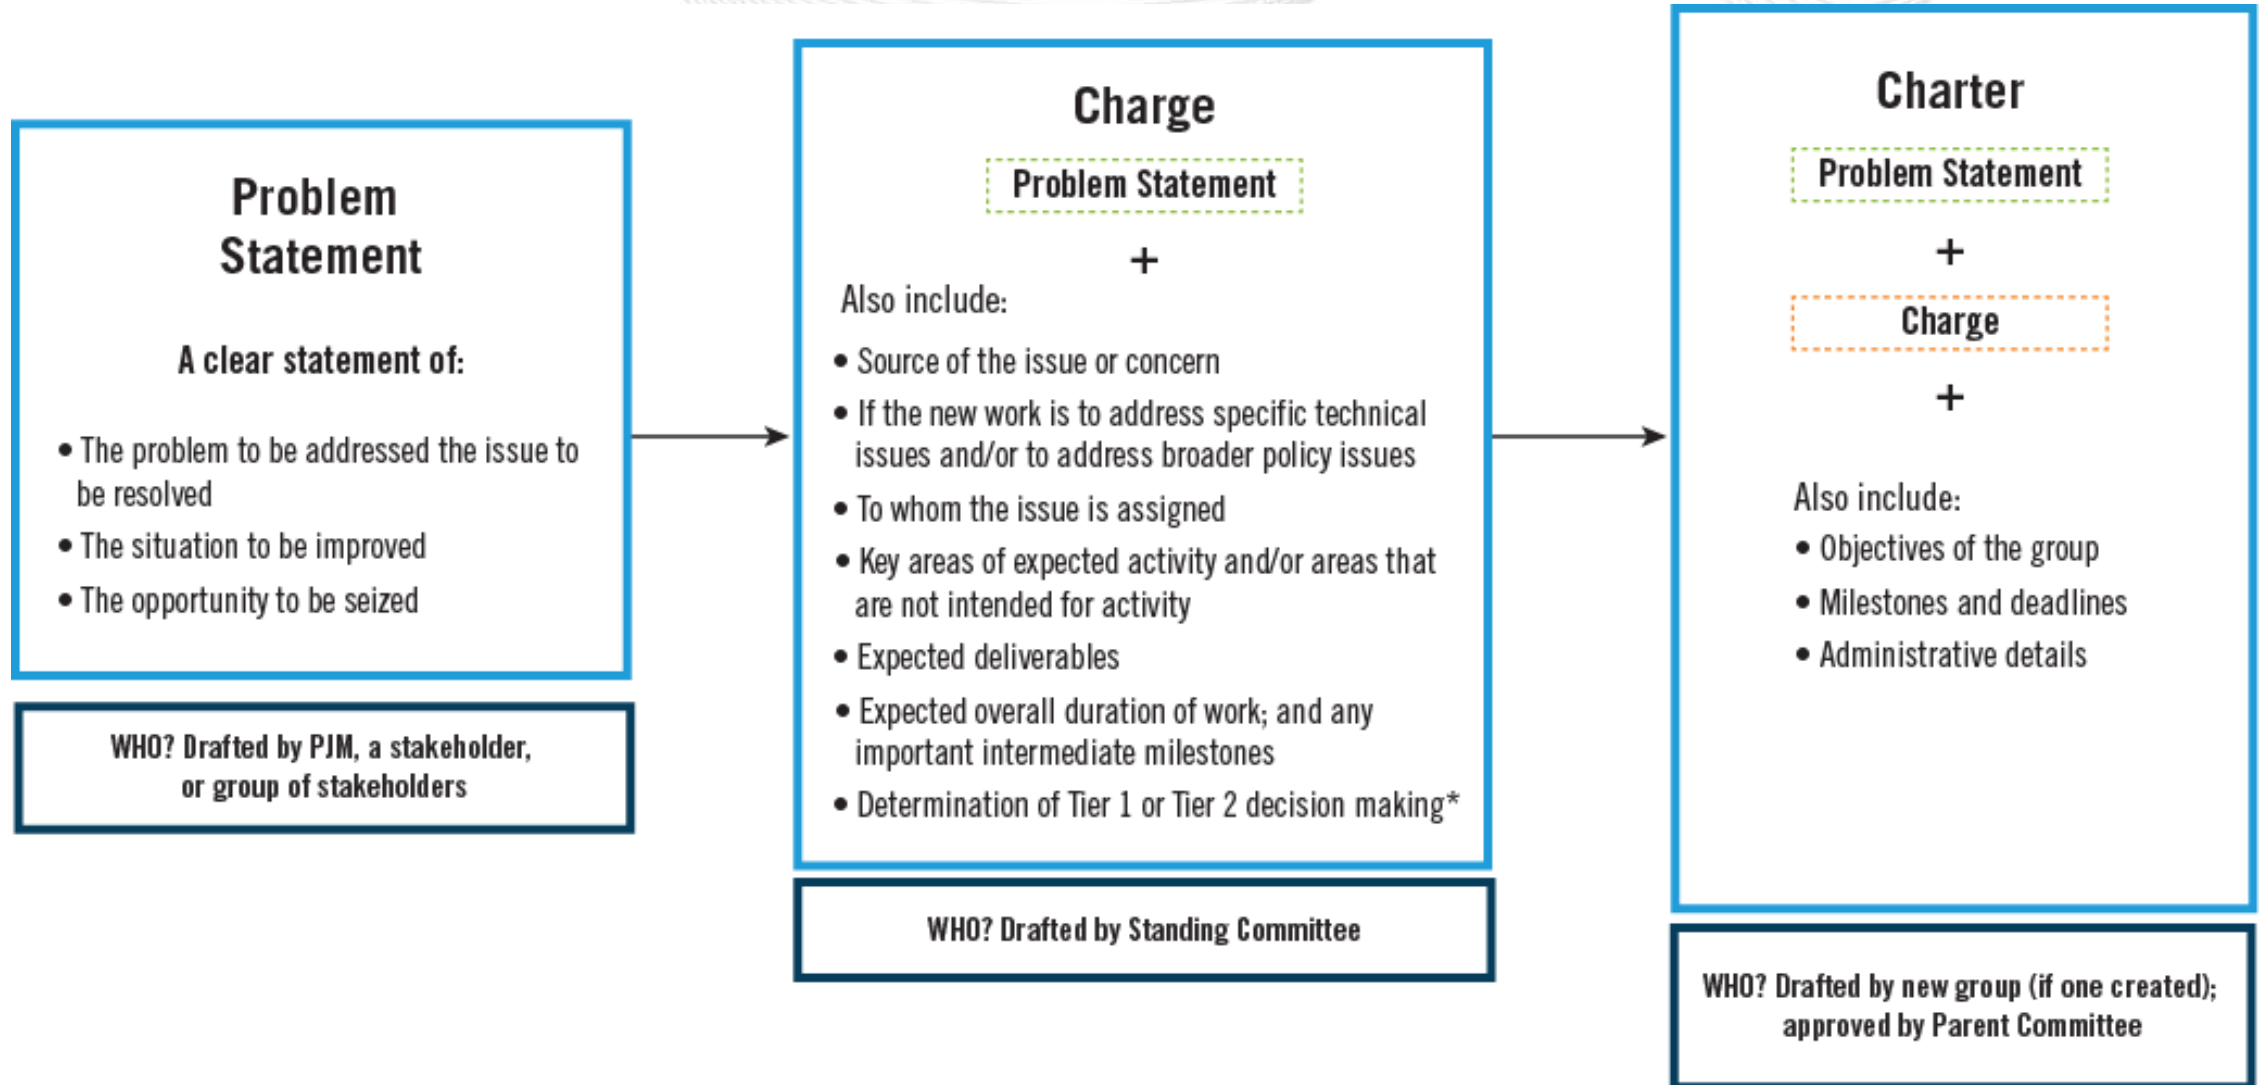 Problem
Statement
A clear statement of:
• The problem to be addressed the issue to
be resolved
• The situation to be improved
• The opportunity to be seized
WHO? Drafted by PJM, a stakeholder,
or group of stakeholders
Charge
Problem Statement
+
Also include:
• Source of the issue or concern
• If the new work is to address specific technical
issues and/or to address broader policy issues
• To whom the issue is assigned
• Key areas of expected activity and/or areas that
are not intended for activity
• Expected deliverables
• Expected overall duration of work; and any
important intermediate milestones
• Determination of Tier 1 or Tier 2 decision making*
WHO? Drafted by Standing Committee
Charter
Problem Statement
+
Charge
+
Also include:
• Objectives of the group
• Milestones and deadlines
• Administrative details
WHO? Drafted by new group (if one created);
approved by Parent Committee